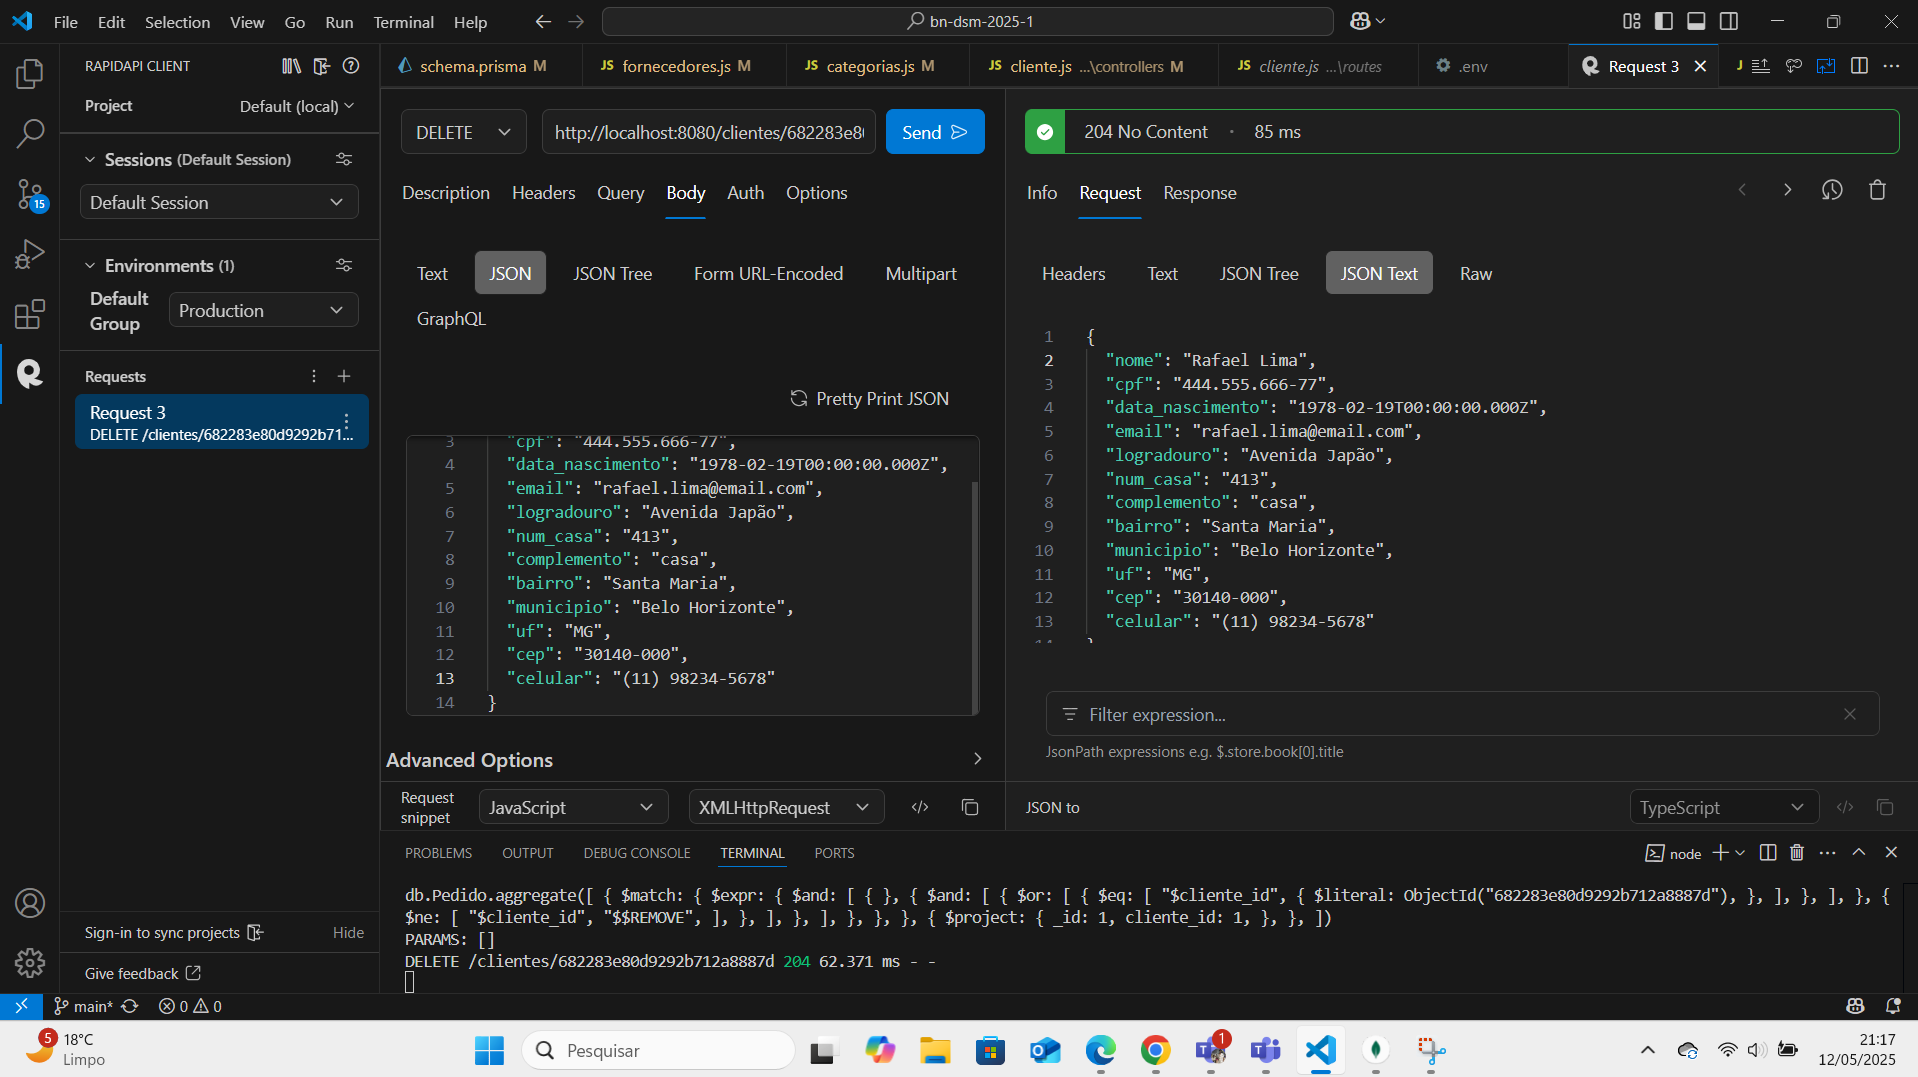 File Edit Selection View Go Run Terminal Help
bn-dsm-2025-1
RAPIDAPI CLIENT
Project Default (local)
Sessions (Default Session)
Default Session
Environments (1)
Default Group Production
Requests
Request 3
DELETE /clientes/682283e80d9292b71...
Sign-in to sync projects Hide
Give feedback
15
schema.prisma M
JS fornecedores.js M
JS categorias.js M
JS cliente.js ...\controllers M
JS cliente.js ...\routes
.env
Request 3
J
DELETE http://localhost:8080/clientes/682283e8 Send
Description Headers Query Body Auth Options
Text JSON JSON Tree Form URL-Encoded Multipart
GraphQL
Pretty Print JSON
3 "cpf": "444.555.666-77",
4 "data_nascimento": "1978-02-19T00:00:00.000Z",
5 "email": "rafael.lima@email.com",
6 "logradouro": "Avenida Japão",
7 "num_casa": "413",
8 "complemento": "casa",
9 "bairro": "Santa Maria",
10 "municipio": "Belo Horizonte",
11 "uf": "MG",
12 "cep": "30140-000",
13 "celular": "(11) 98234-5678"
14 }
Advanced Options
Request snippet JavaScript XMLHttpRequest
204 No Content · 85 ms
Info Request Response
Headers Text JSON Tree JSON Text Raw
1 {
2 "nome": "Rafael Lima",
3 "cpf": "444.555.666-77",
4 "data_nascimento": "1978-02-19T00:00:00.000Z",
5 "email": "rafael.lima@email.com",
6 "logradouro": "Avenida Japão",
7 "num_casa": "413",
8 "complemento": "casa",
9 "bairro": "Santa Maria",
10 "municipio": "Belo Horizonte",
11 "uf": "MG",
12 "cep": "30140-000",
13 "celular": "(11) 98234-5678"
14 }
Filter expression...
JsonPath expressions e.g. $.store.book[0].title
JSON to TypeScript
PROBLEMS OUTPUT DEBUG CONSOLE TERMINAL PORTS
node
db.Pedido.aggregate([ { $match: { $expr: { $and: [ { }, { $and: [ { $or: [ { $eq: [ "$cliente_id", { $literal: ObjectId("682283e80d9292b712a8887d"), }, ], }, ], }, {
$ne: [ "$cliente_id", "$$REMOVE", ], }, ], }, ], }, }, }, { $project: { _id: 1, cliente_id: 1, }, }, ])
PARAMS: []
DELETE /clientes/682283e80d9292b712a8887d 204 62.371 ms - -
main* 0 0
5
18°C
Limpo
Pesquisar
1
21:17
12/05/2025